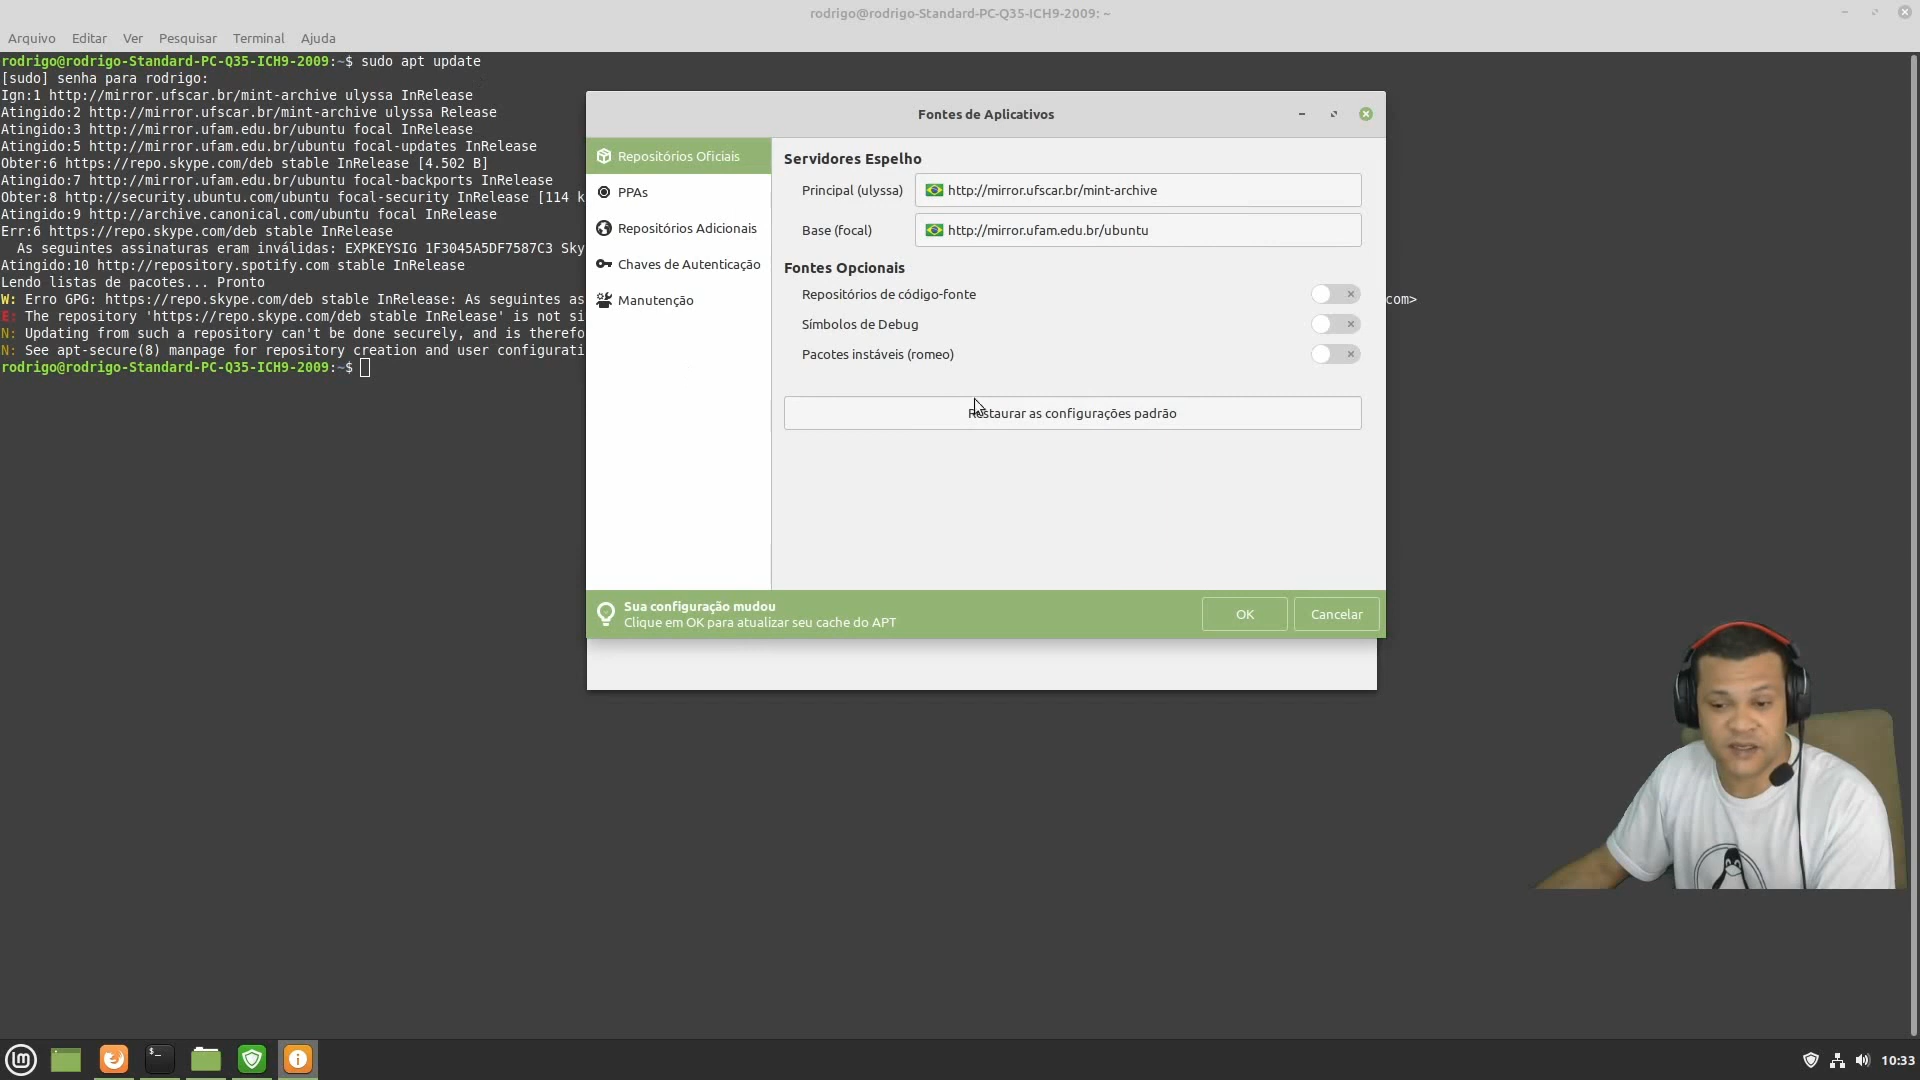 rodrigo@rodrigo-Standard-PC-Q35-ICH9-2009: ~
Arquivo Editar Ver Pesquisar Terminal Ajuda
rodrigo@rodrigo-Standard-PC-Q35-ICH9-2009:~$ sudo apt update
[sudo] senha para rodrigo:
Ign:1 http://mirror.ufscar.br/mint-archive ulyssa InRelease
Atingido:2 http://mirror.ufscar.br/mint-archive ulyssa Release
Atingido:3 http://mirror.ufam.edu.br/ubuntu focal InRelease
Atingido:5 http://mirror.ufam.edu.br/ubuntu focal-updates InRelease
Obter:6 https://repo.skype.com/deb stable InRelease [4.502 B]
Atingido:7 http://mirror.ufam.edu.br/ubuntu focal-backports InRelease
Obter:8 http://security.ubuntu.com/ubuntu focal-security InRelease [114 k
Atingido:9 http://archive.canonical.com/ubuntu focal InRelease
Err:6 https://repo.skype.com/deb stable InRelease
As seguintes assinaturas eram inválidas: EXPKEYSIG 1F3045A5DF7587C3 Sky
Atingido:10 http://repository.spotify.com stable InRelease
Lendo listas de pacotes... Pronto
W: Erro GPG: https://repo.skype.com/deb stable InRelease: As seguintes as
com>
E: The repository 'https://repo.skype.com/deb stable InRelease' is not si
N: Updating from such a repository can't be done securely, and is therefo
N: See apt-secure(8) manpage for repository creation and user configurati
rodrigo@rodrigo-Standard-PC-Q35-ICH9-2009:~$
Fontes de Aplicativos
Repositórios Oficiais
PPAs
Repositórios Adicionais
Chaves de Autenticação
Manutenção
Servidores Espelho
Principal (ulyssa) http://mirror.ufscar.br/mint-archive
Base (focal) http://mirror.ufam.edu.br/ubuntu
Fontes Opcionais
Repositórios de código-fonte
Símbolos de Debug
Pacotes instáveis (romeo)
Restaurar as configurações padrão
Sua configuração mudou
Clique em OK para atualizar seu cache do APT
OK Cancelar
10:33